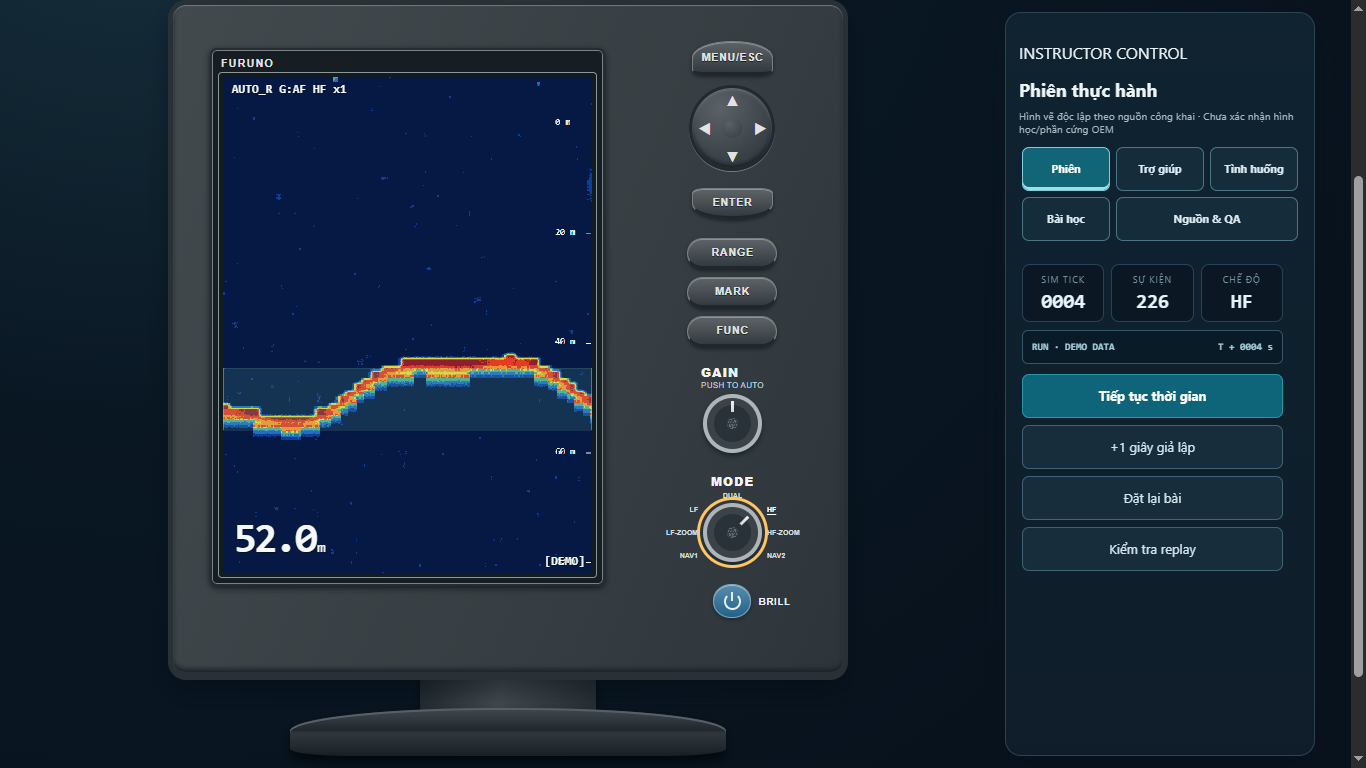 FURUNO
AUTO_R G:AF HF x1
0 m
20 m
40 m
60 m
52.0m
[DEMO]
MENU/ESC
ENTER
RANGE
MARK
FUNC
GAIN
PUSH TO AUTO
MODE
DUAL
LF
HF
LF-ZOOM
HF-ZOOM
NAV1
NAV2
BRILL
INSTRUCTOR CONTROL
Phiên thực hành
Hình vẽ độc lập theo nguồn công khai · Chưa xác nhận hình
học/phần cứng OEM
Phiên
Trợ giúp
Tình huống
Bài học
Nguồn & QA
SIM TICK
SỰ KIỆN
CHẾ ĐỘ
0004
226
HF
RUN · DEMO DATA
T + 0004 s
Tiếp tục thời gian
+1 giây giả lập
Đặt lại bài
Kiểm tra replay